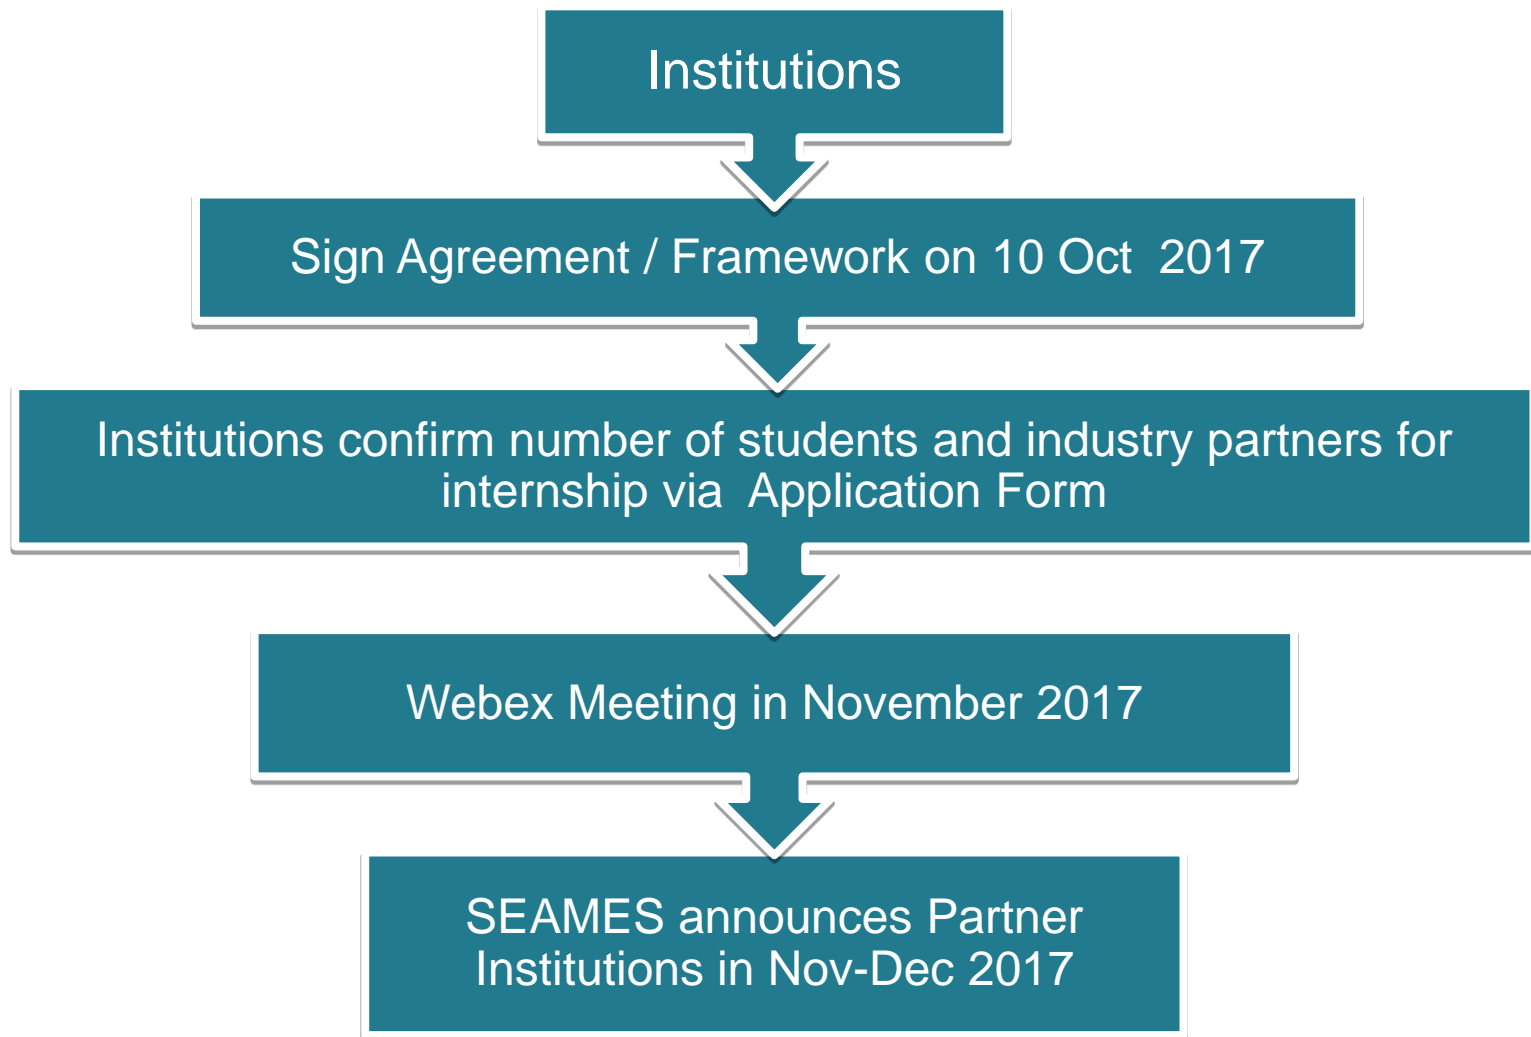 Institutions
Sign Agreement / Framework on 10 Oct 2017
Institutions confirm number of students and industry partners for
internship via Application Form
Webex Meeting in November 2017
SEAMES announces Partner
Institutions in Nov-Dec 2017